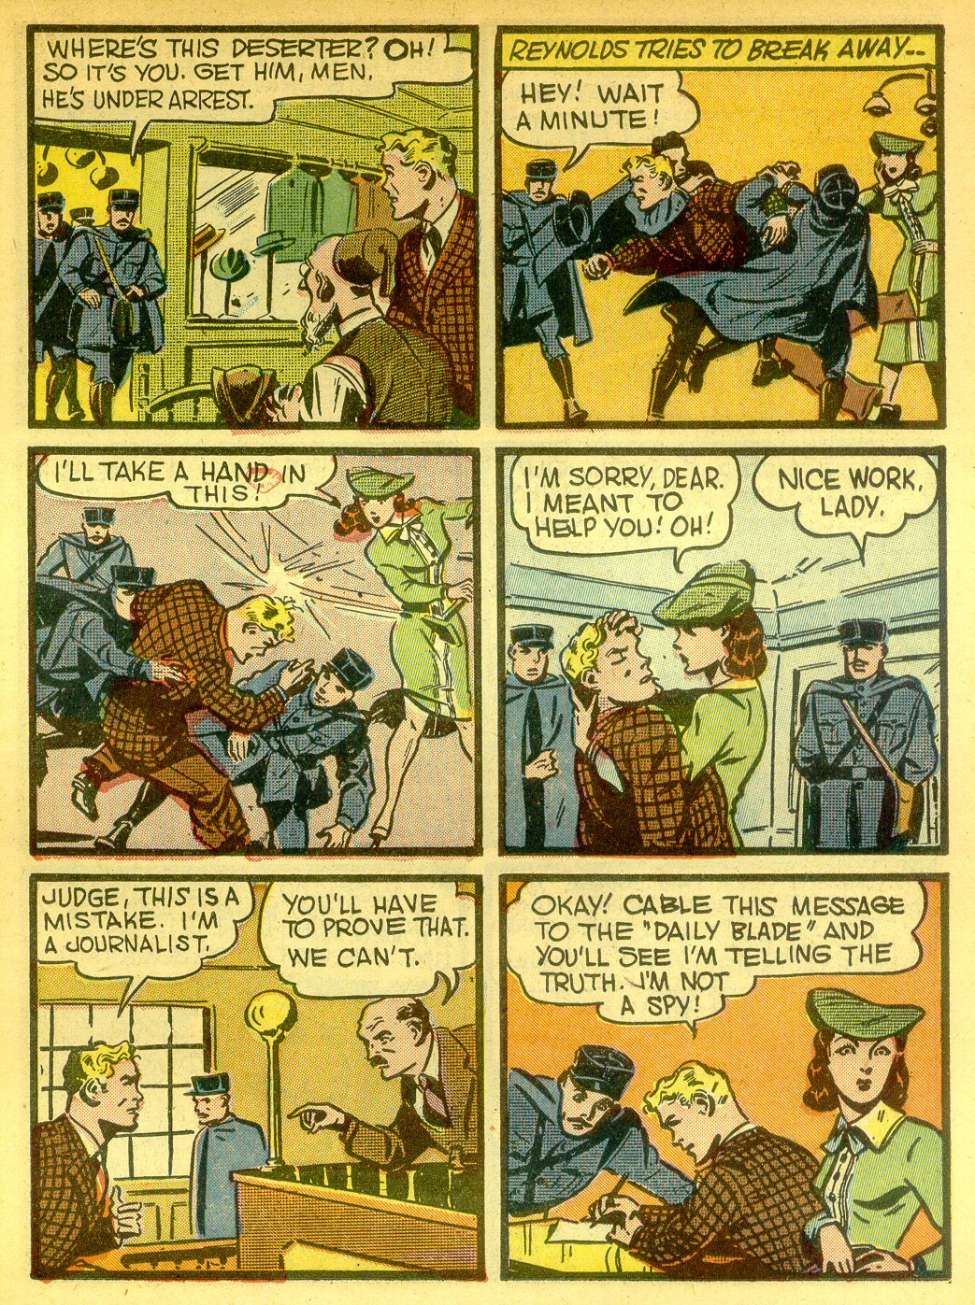 WHERE'S THIS DESERTER? OH!
SO IT'S YOU. GET HIM, MEN.
HE'S UNDER ARREST.
REYNOLDS TRIES TO BREAK AWAY--
HEY! WAIT
A MINUTE!
I'LL TAKE A HAND IN
THIS!
I'M SORRY, DEAR.
I MEANT TO
HELP YOU! OH!
NICE WORK,
LADY.
JUDGE, THIS IS A
MISTAKE. I'M
A JOURNALIST.
YOU'LL HAVE
TO PROVE THAT.
WE CAN'T.
OKAY! CABLE THIS MESSAGE
TO THE "DAILY BLADE" AND
YOU'LL SEE I'M TELLING THE
TRUTH. I'M NOT
A SPY!